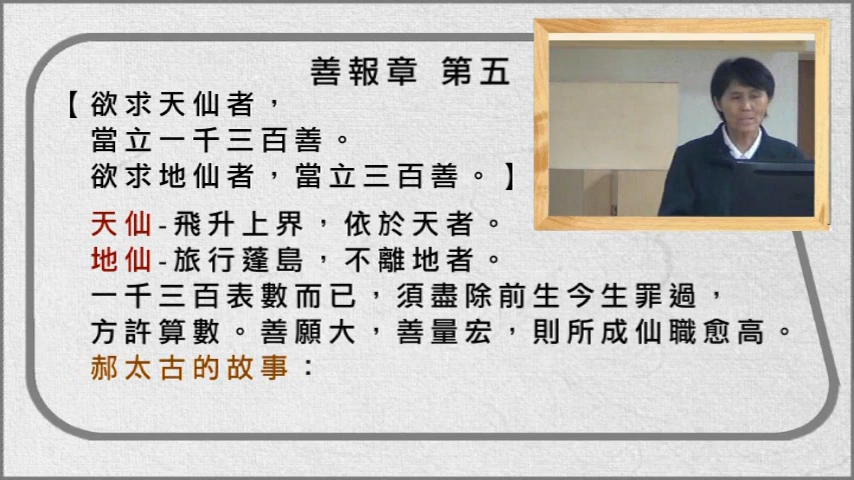 善報章 第五
【欲求天仙者，
當立一千三百善。
欲求地仙者，當立三百善。】
天仙-飛升上界，依於天者。
地仙-旅行蓬島，不離地者。
一千三百表數而已，須盡除前生今生罪過，
方許算數。善願大，善量宏，則所成仙職愈高。
郝太古的故事：